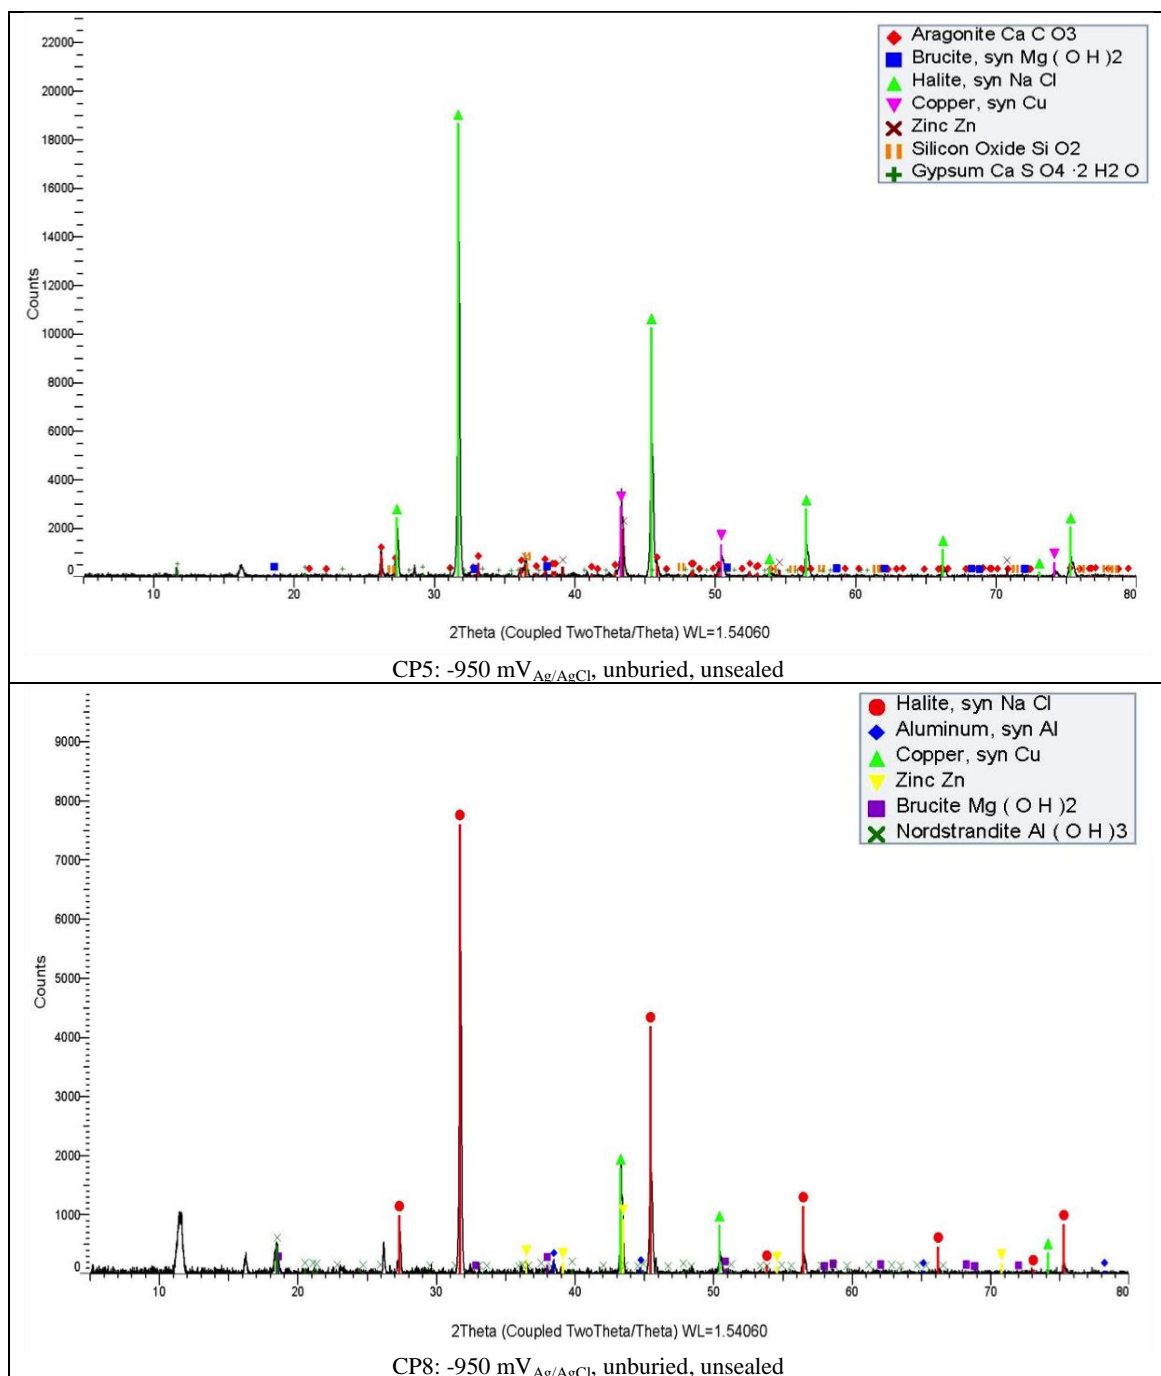 Aragonite Ca C O3
Brucite, syn Mg ( O H )2
Halite, syn Na Cl
Copper, syn Cu
Zinc Zn
Silicon Oxide Si O2
Gypsum Ca S O4 ·2 H2 O
22000
20000
18000
16000
14000
12000
10000
8000
6000
4000
2000
0
Counts
10 20 30 40 50 60 70 80
2Theta (Coupled TwoTheta/Theta) WL=1.54060
CP5: -950 mVAg/AgCl, unburied, unsealed
Halite, syn Na Cl
Aluminum, syn Al
Copper, syn Cu
Zinc Zn
Brucite Mg ( O H )2
Nordstrandite Al ( O H )3
9000
8000
7000
6000
5000
4000
3000
2000
1000
0
Counts
10 20 30 40 50 60 70 80
2Theta (Coupled TwoTheta/Theta) WL=1.54060
CP8: -950 mVAg/AgCl, unburied, unsealed